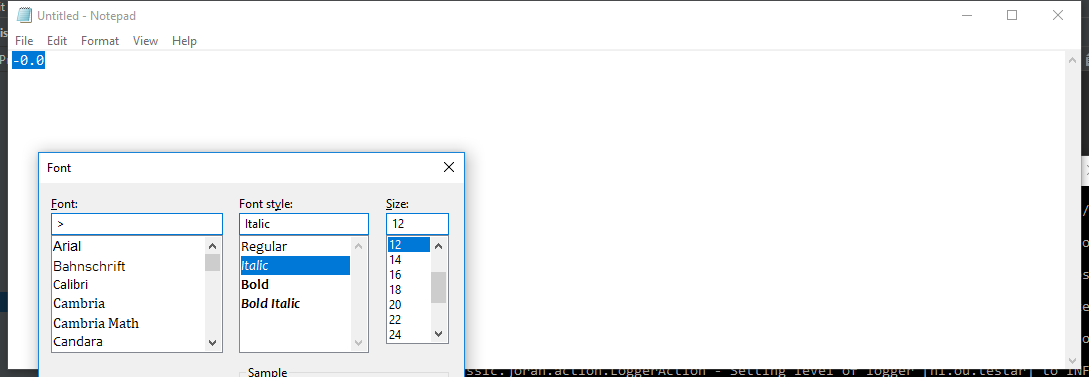 Untitled - Notepad
File Edit Format View Help
-0.0
Font
Font: Font style: Size:
> Italic 12
Arial Regular 12
Bahnschrift Italic 14
Calibri Bold 16
Cambria Bold Italic 18
Cambria Math 20
Candara 22
24
Sample
ssic.joran.action.LoggerAction - Setting level of logger [nl.ou.testar] to INF